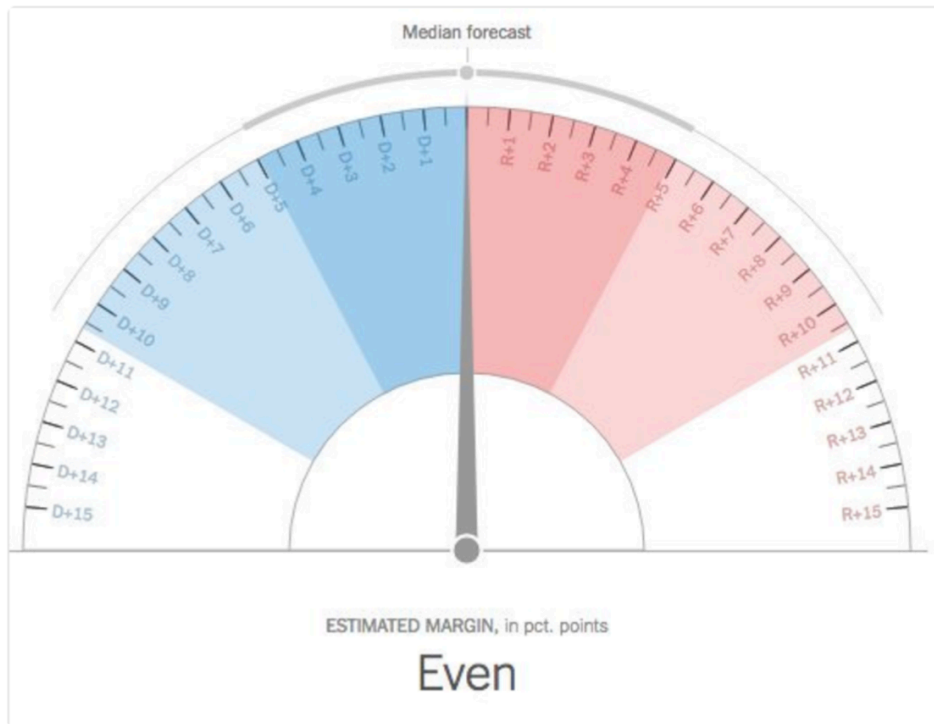 Median forecast
D+1
D+2
D+3
D+4
D+5
D+6
D+7
D+8
D+9
D+10
D+11
D+12
D+13
D+14
D+15
R+1
R+2
R+3
R+4
R+5
R+6
R+7
R+8
R+9
R+10
R+11
R+12
R+13
R+14
R+15
ESTIMATED MARGIN, in pct. points
Even